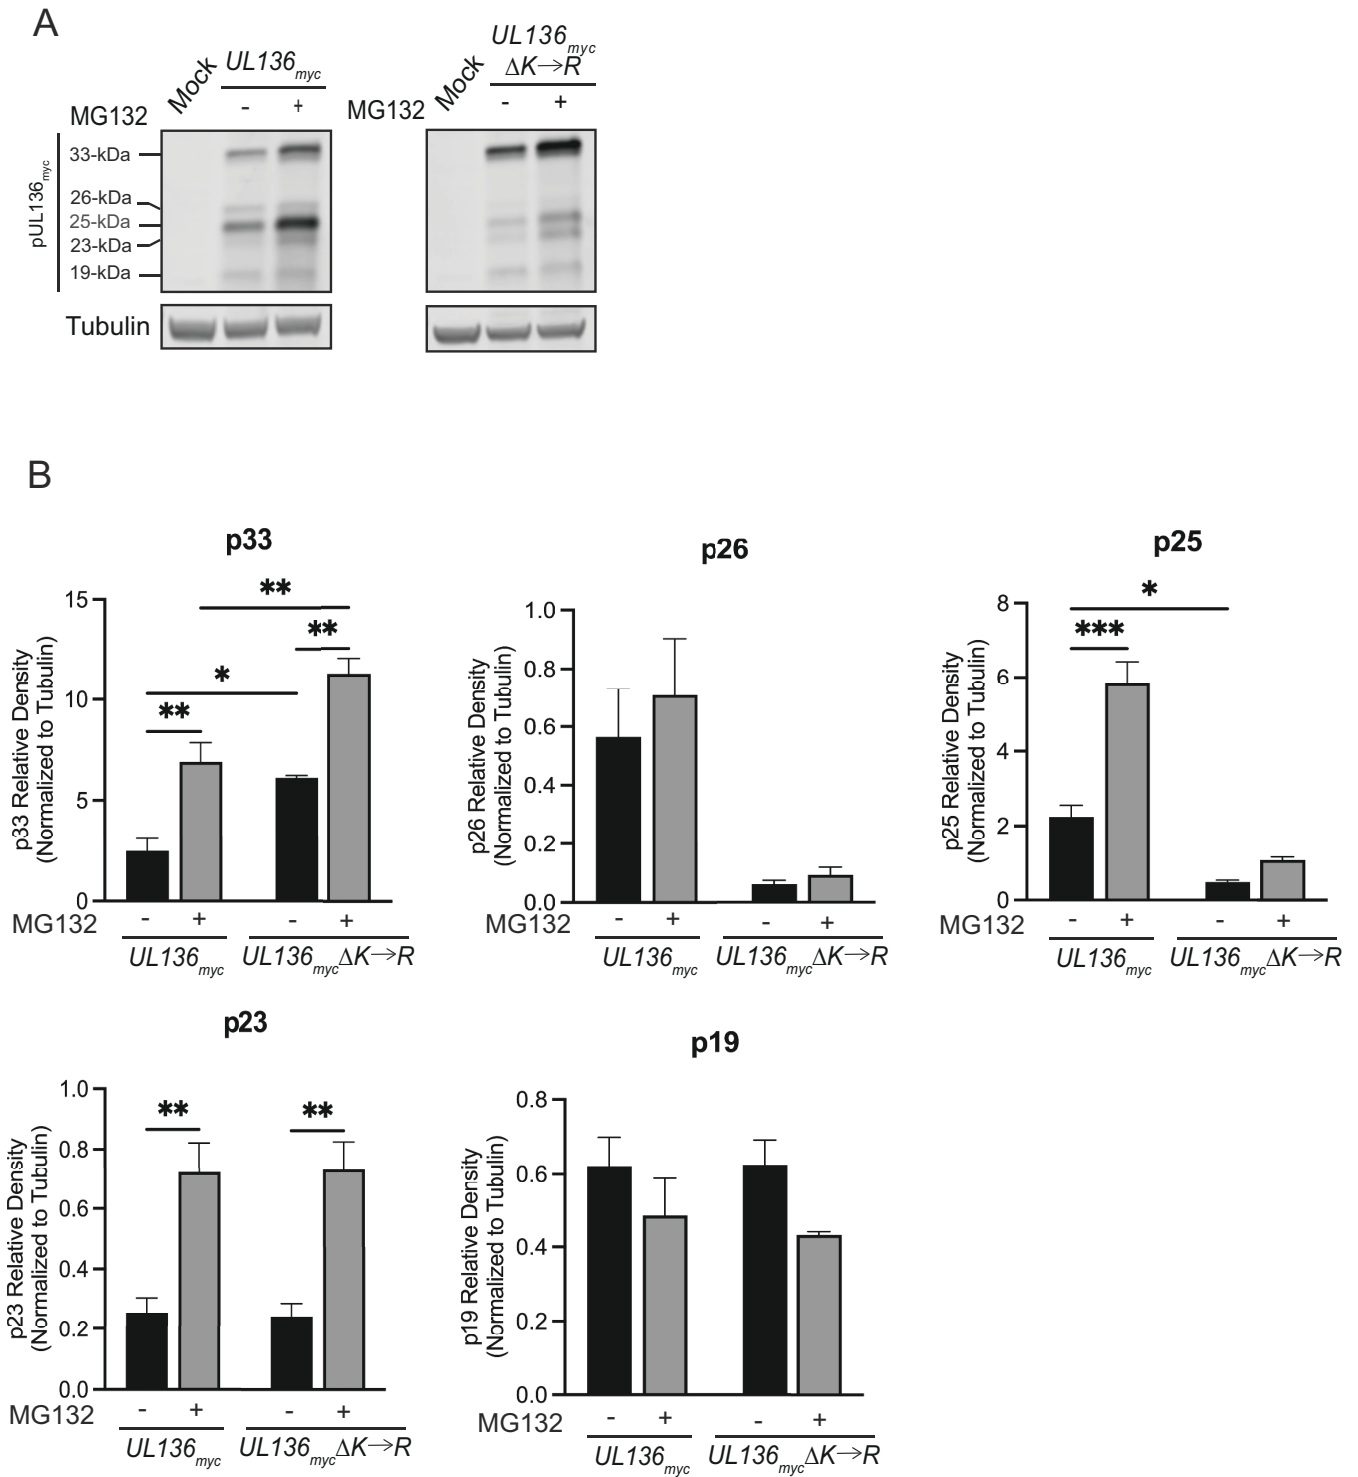 A
Mock
UL136myc
MG132 - +
pUL136myc
33-kDa
26-kDa
25-kDa
23-kDa
19-kDa
Tubulin
Mock
UL136myc
ΔK→R
MG132 - +
B
p33
p33 Relative Density
(Normalized to Tubulin)
15
10
5
0
** * ** **
MG132 - + - +
UL136myc UL136mycΔK→R
p26
p26 Relative Density
(Normalized to Tubulin)
1.0
0.8
0.6
0.4
0.2
0.0
MG132 - + - +
UL136myc UL136mycΔK→R
p25
p25 Relative Density
(Normalized to Tubulin)
8
6
4
2
0
*
***
MG132 - + - +
UL136myc UL136mycΔK→R
p23
p23 Relative Density
(Normalized to Tubulin)
1.0
0.8
0.6
0.4
0.2
0.0
** **
MG132 - + - +
UL136myc UL136mycΔK→R
p19
p19 Relative Density
(Normalized to Tubulin)
0.8
0.6
0.4
0.2
0.0
MG132 - + - +
UL136myc UL136mycΔK→R